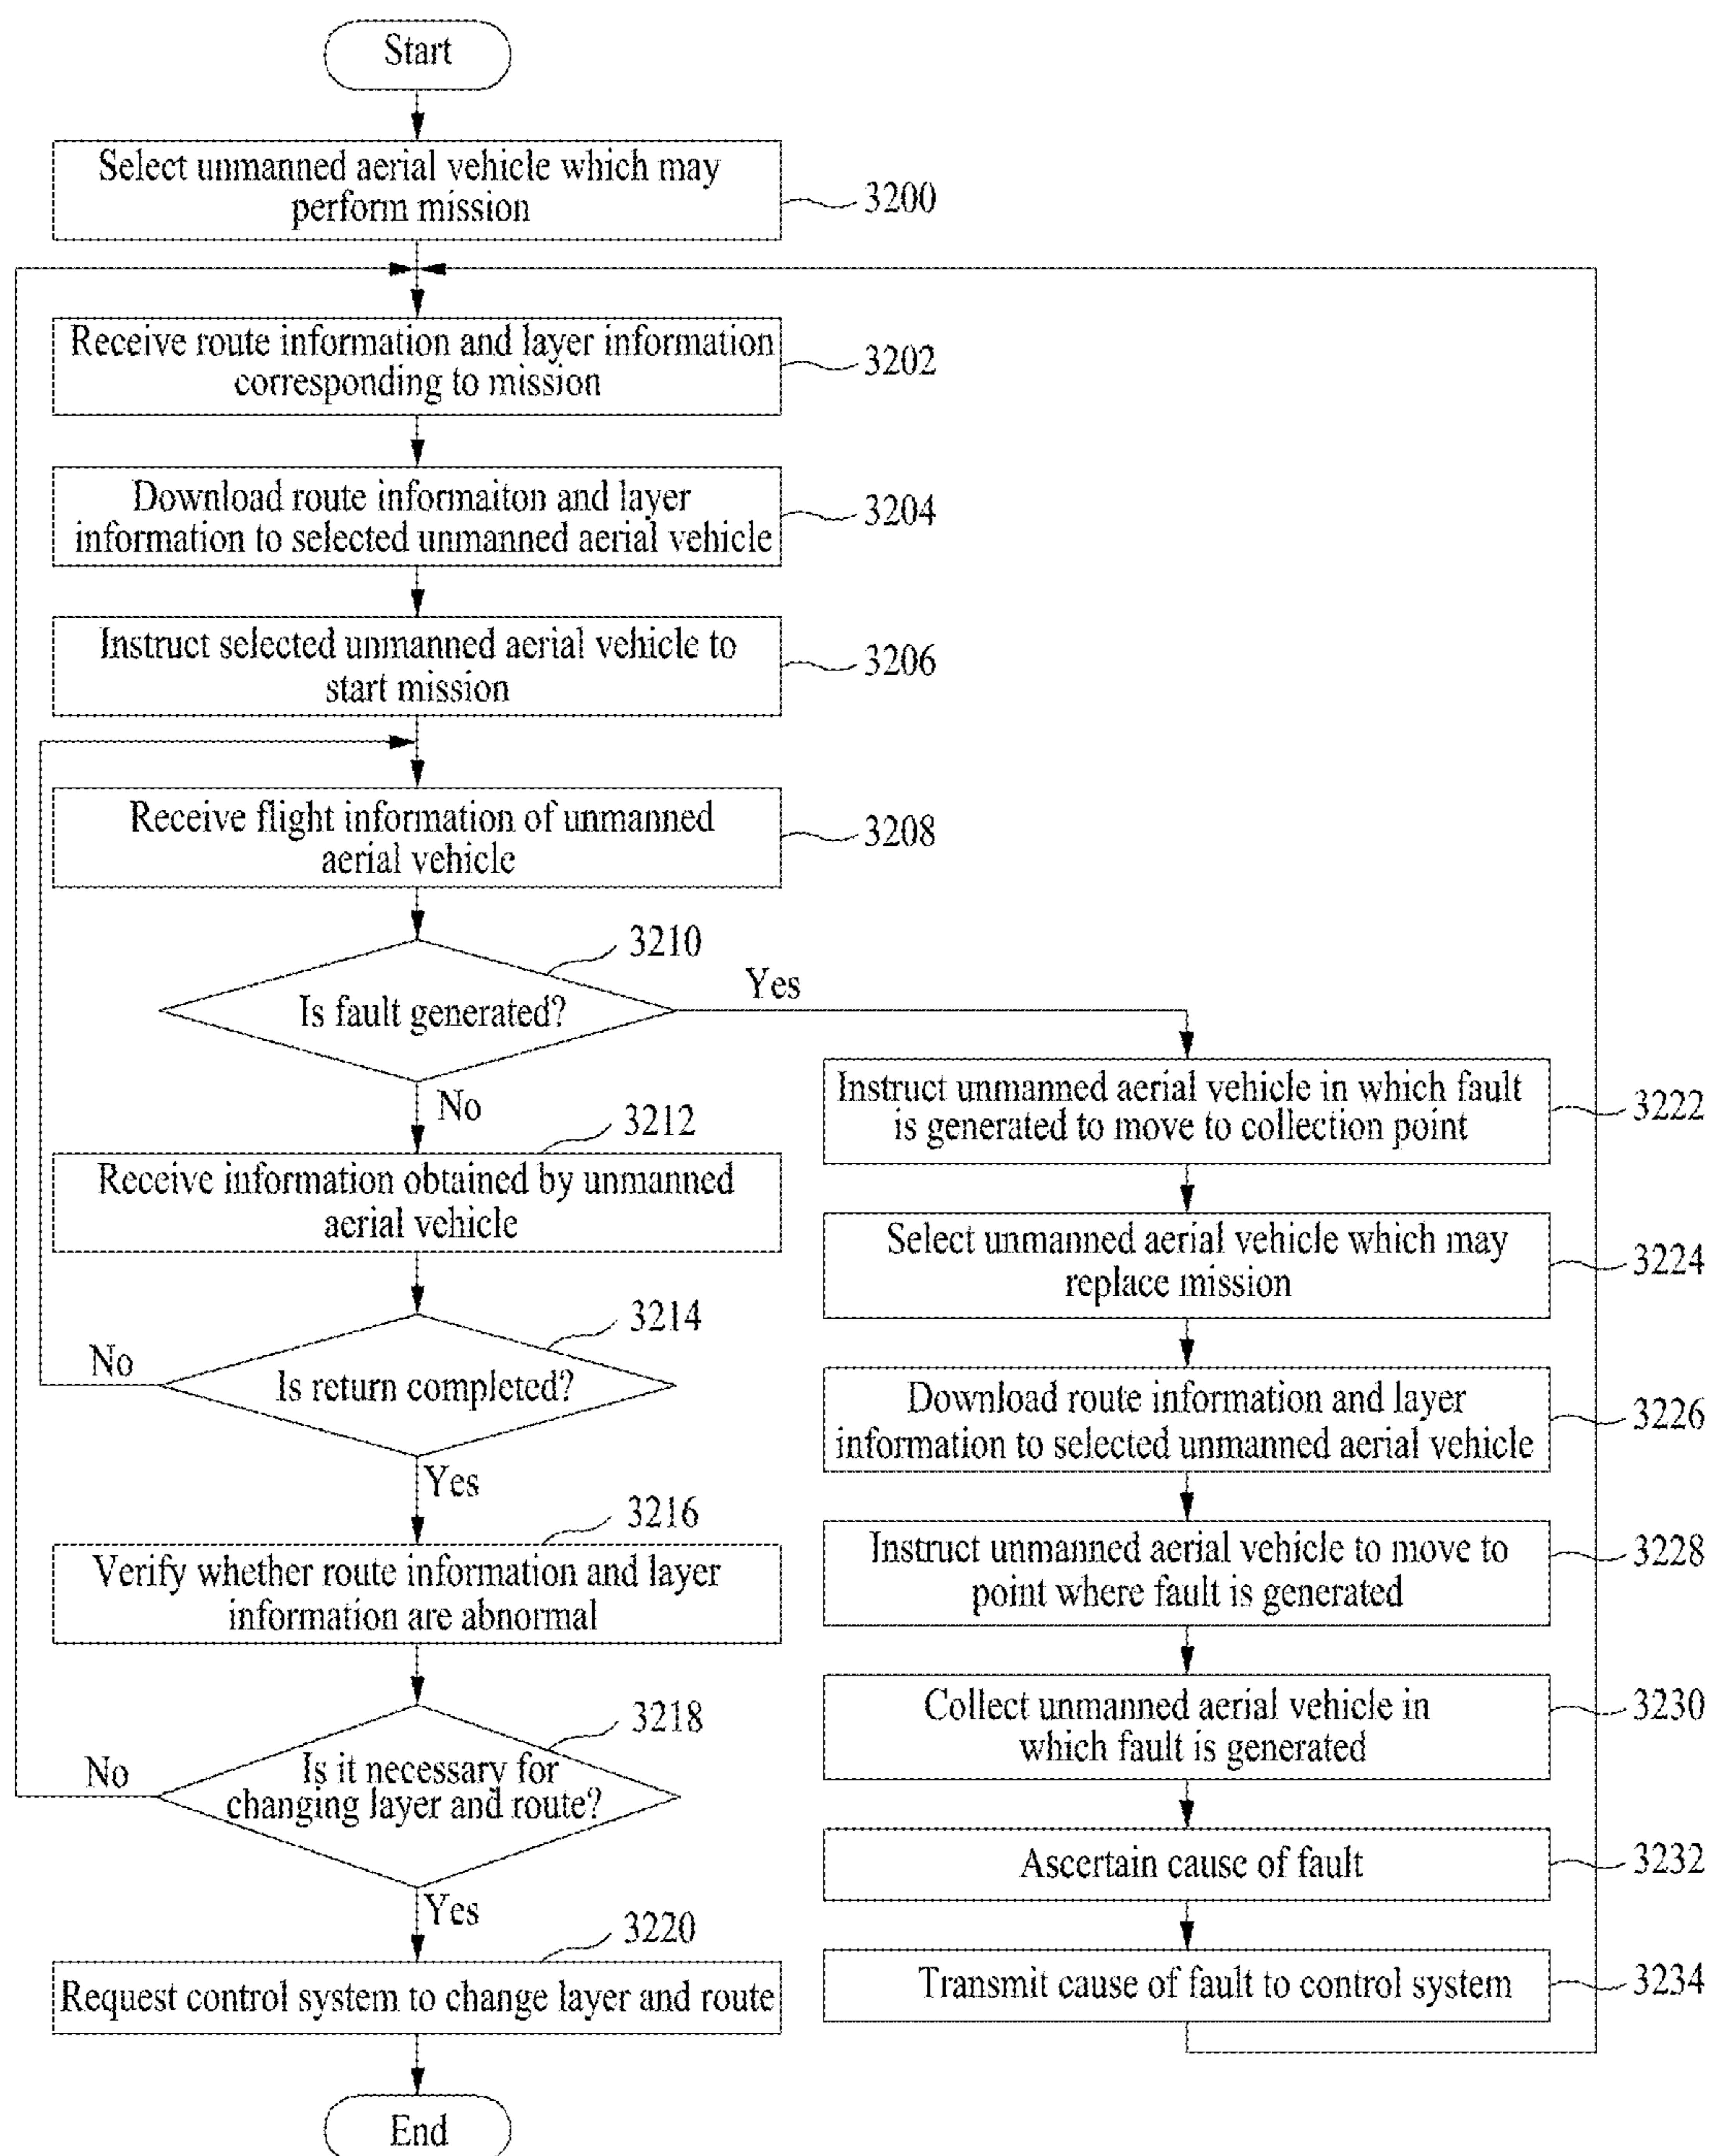 Start
Select unmanned aerial vehicle which may
perform mission
3200
Receive route information and layer information
corresponding to mission
3202
Download route informaiton and layer
information to selected unmanned aerial vehicle
3204
Instruct selected unmanned aerial vehicle to
start mission
3206
Receive flight information of unmanned
aerial vehicle
3208
3210
Is fault generated?
Yes
No
3212
Receive information obtained by unmanned
aerial vehicle
3214
Is return completed?
No
Yes
3216
Verify whether route information and layer
information are abnormal
3218
Is it necessary for
changing layer and route?
No
Yes
3220
Request control system to change layer and route
End
Instruct unmanned aerial vehicle in which fault
is generated to move to collection point
3222
Select unmanned aerial vehicle which may
replace mission
3224
Download route information and layer
information to selected unmanned aerial vehicle
3226
Instruct unmanned aerial vehicle to move to
point where fault is generated
3228
Collect unmanned aerial vehicle in
which fault is generated
3230
Ascertain cause of fault
3232
Transmit cause of fault to control system
3234